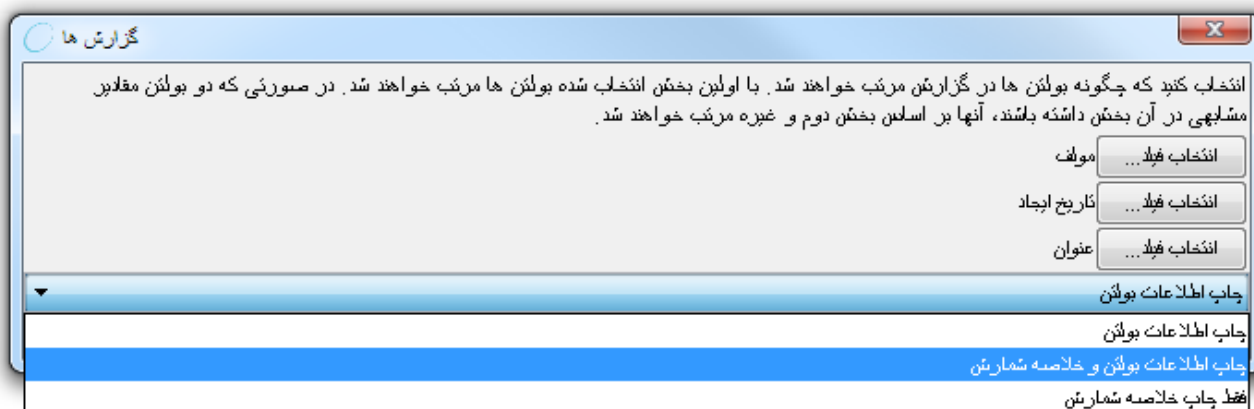 گزارش ها
انتخاب کنید که چگونه بولتن ها در گزارش مرتب خواهند شد. با اولین بخش انتخاب شده بولتن ها مرتب خواهند شد. در صورتی که دو بولتن مقادیر
مشابهی در آن بخش داشته باشند، آنها بر اساس بخش دوم و غیره مرتب خواهند شد.
انتخاب فیلد... مولف
انتخاب فیلد... تاریخ ایجاد
انتخاب فیلد... عنوان
چاپ اطلاعات بولتن
چاپ اطلاعات بولتن
چاپ اطلاعات بولتن و خلاصه شمارش
فقط چاپ خلاصه شمارش